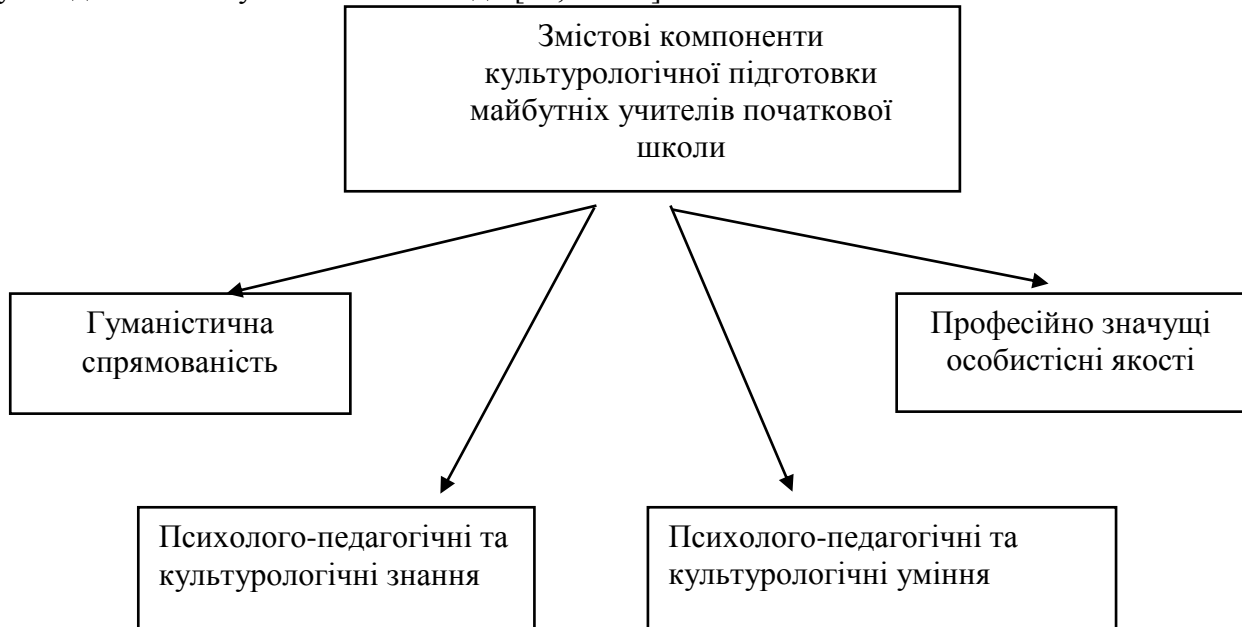 Змістові компоненти
культурологічної підготовки
майбутніх учителів початкової
школи
Гуманістична
спрямованість
Професійно значущі
особистісні якості
Психолого-педагогічні та
культурологічні знання
Психолого-педагогічні та
культурологічні уміння